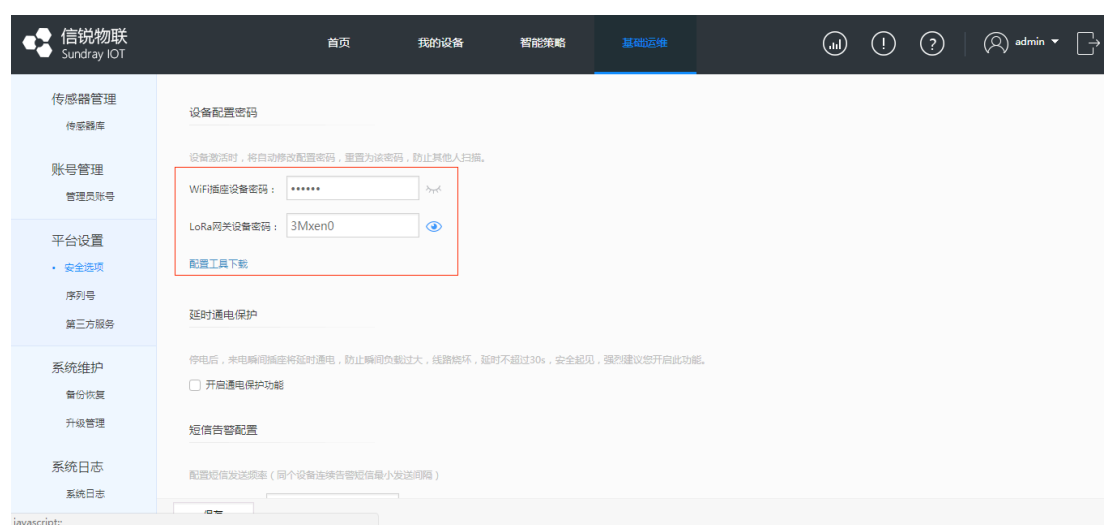 信锐物联
Sundray IOT
首页
我的设备
智能策略
基础运维
admin
传感器管理
传感器库
账号管理
管理员账号
平台设置
安全选项
序列号
第三方服务
系统维护
备份恢复
升级管理
系统日志
系统日志
设备配置密码
设备激活时，将自动修改配置密码，重置为该密码，防止其他人扫描。
WiFi插座设备密码：
LoRa网关设备密码： 3Mxen0
配置工具下载
延时通电保护
停电后，来电瞬间插座将延时通电，防止瞬间负载过大，线路烧坏，延时不超过30s，安全起见，强烈建议您开启此功能。
开启通电保护功能
短信告警配置
配置短信发送频率（同个设备连续告警短信最小发送间隔）
保存
javascript:;